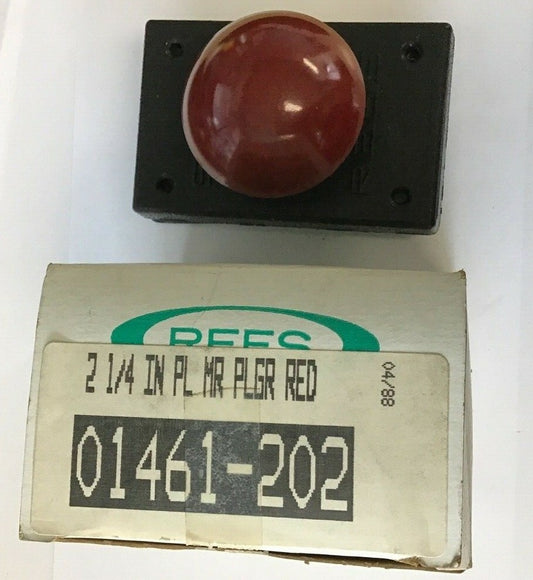 REES
2 1/4 IN PL MR PLGR RED
04/88
01461-202